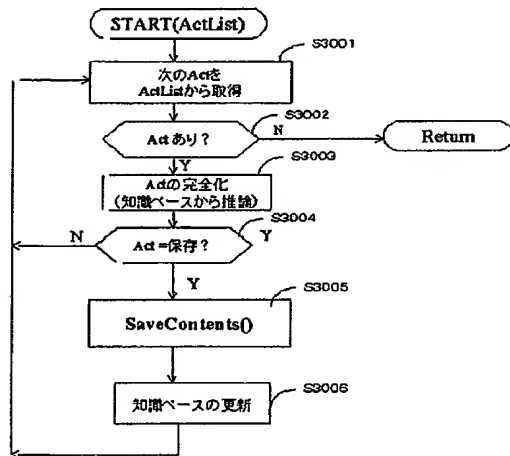 START(ActList)
S3001
次のActを
ActListから取得
S3002
Actあり?
N
Return
Y
S3003
Actの完全化
(知識ベースから推論)
S3004
N
Act=保存?
Y
Y
S3005
SaveContents()
S3006
知識ベースの更新